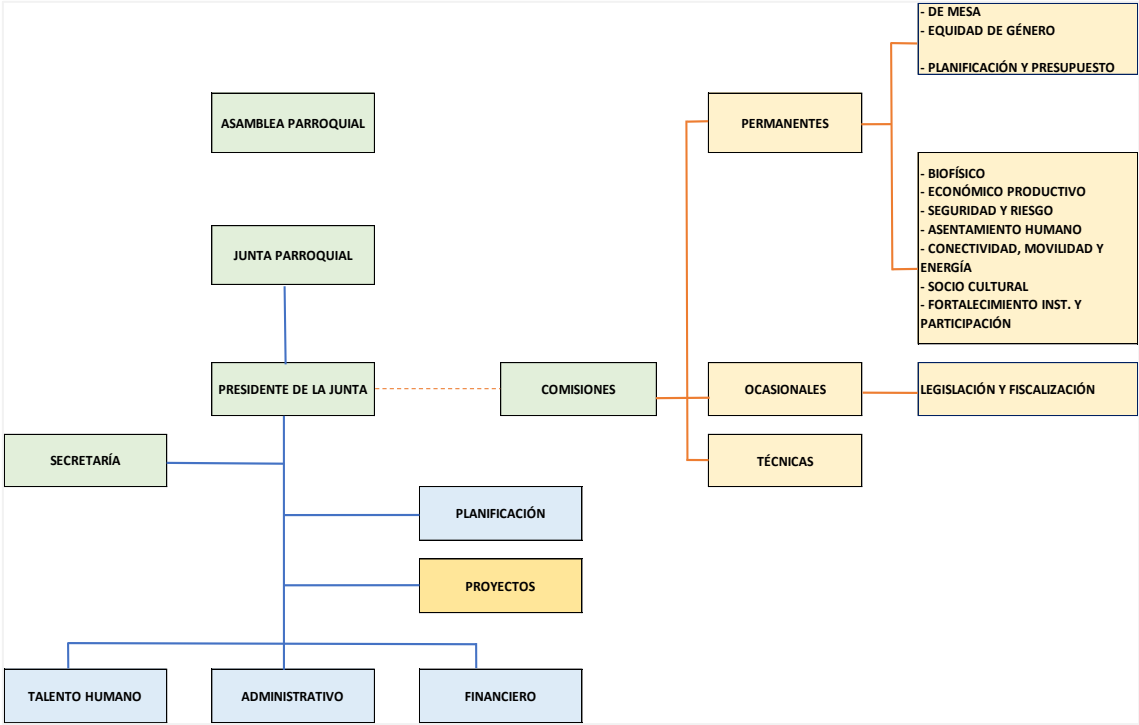 - DE MESA
- EQUIDAD DE GÉNERO
- PLANIFICACIÓN Y PRESUPUESTO
ASAMBLEA PARROQUIAL
PERMANENTES
- BIOFÍSICO
- ECONÓMICO PRODUCTIVO
- SEGURIDAD Y RIESGO
- ASENTAMIENTO HUMANO
- CONECTIVIDAD, MOVILIDAD Y
ENERGÍA
- SOCIO CULTURAL
- FORTALECIMIENTO INST. Y
PARTICIPACIÓN
JUNTA PARROQUIAL
PRESIDENTE DE LA JUNTA
COMISIONES
OCASIONALES
LEGISLACIÓN Y FISCALIZACIÓN
SECRETARÍA
TÉCNICAS
PLANIFICACIÓN
PROYECTOS
TALENTO HUMANO
ADMINISTRATIVO
FINANCIERO